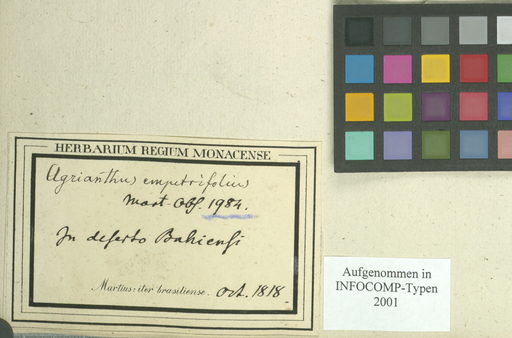 HERBARIUM REGIUM MONACENSE
Agrianthus empetrifolius
Mart. Obs. 1984.
In deserto Bahiensi
Martius: iter brasiliense. Oct. 1818.
Aufgenommen in
INFOCOMP-Typen
2001